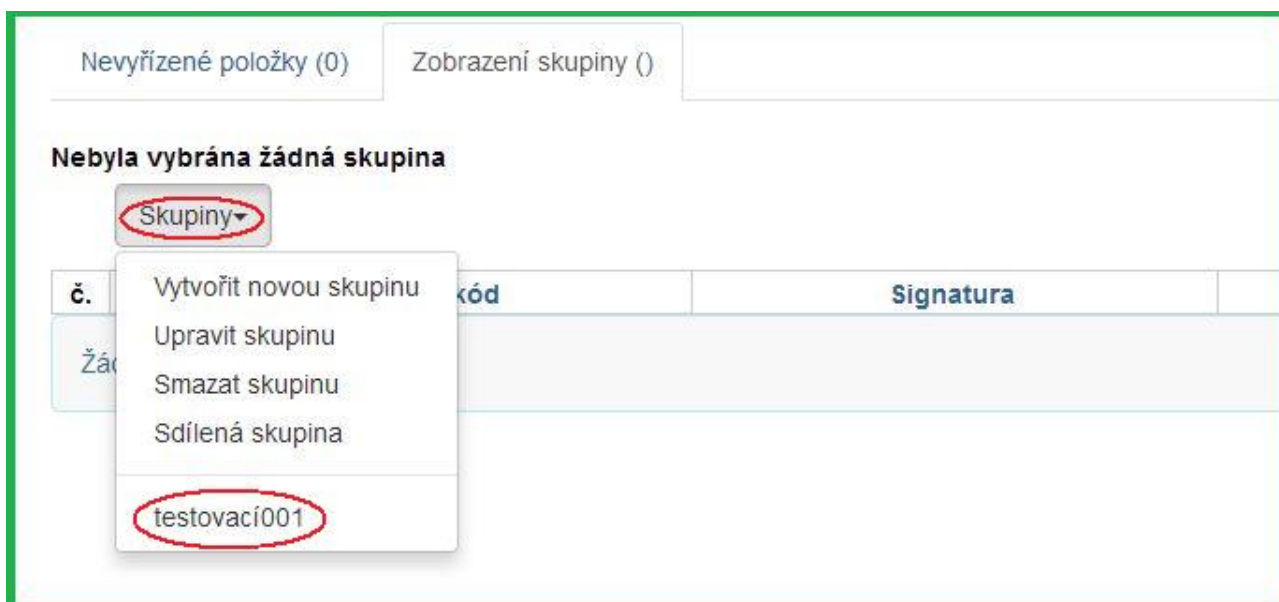 Nevyřízené položky (0) Zobrazení skupiny ()
Nebyla vybrána žádná skupina
Skupiny
č. kód Signatura
Vytvořit novou skupinu
Upravit skupinu
Smazat skupinu
Sdílená skupina
testovací001